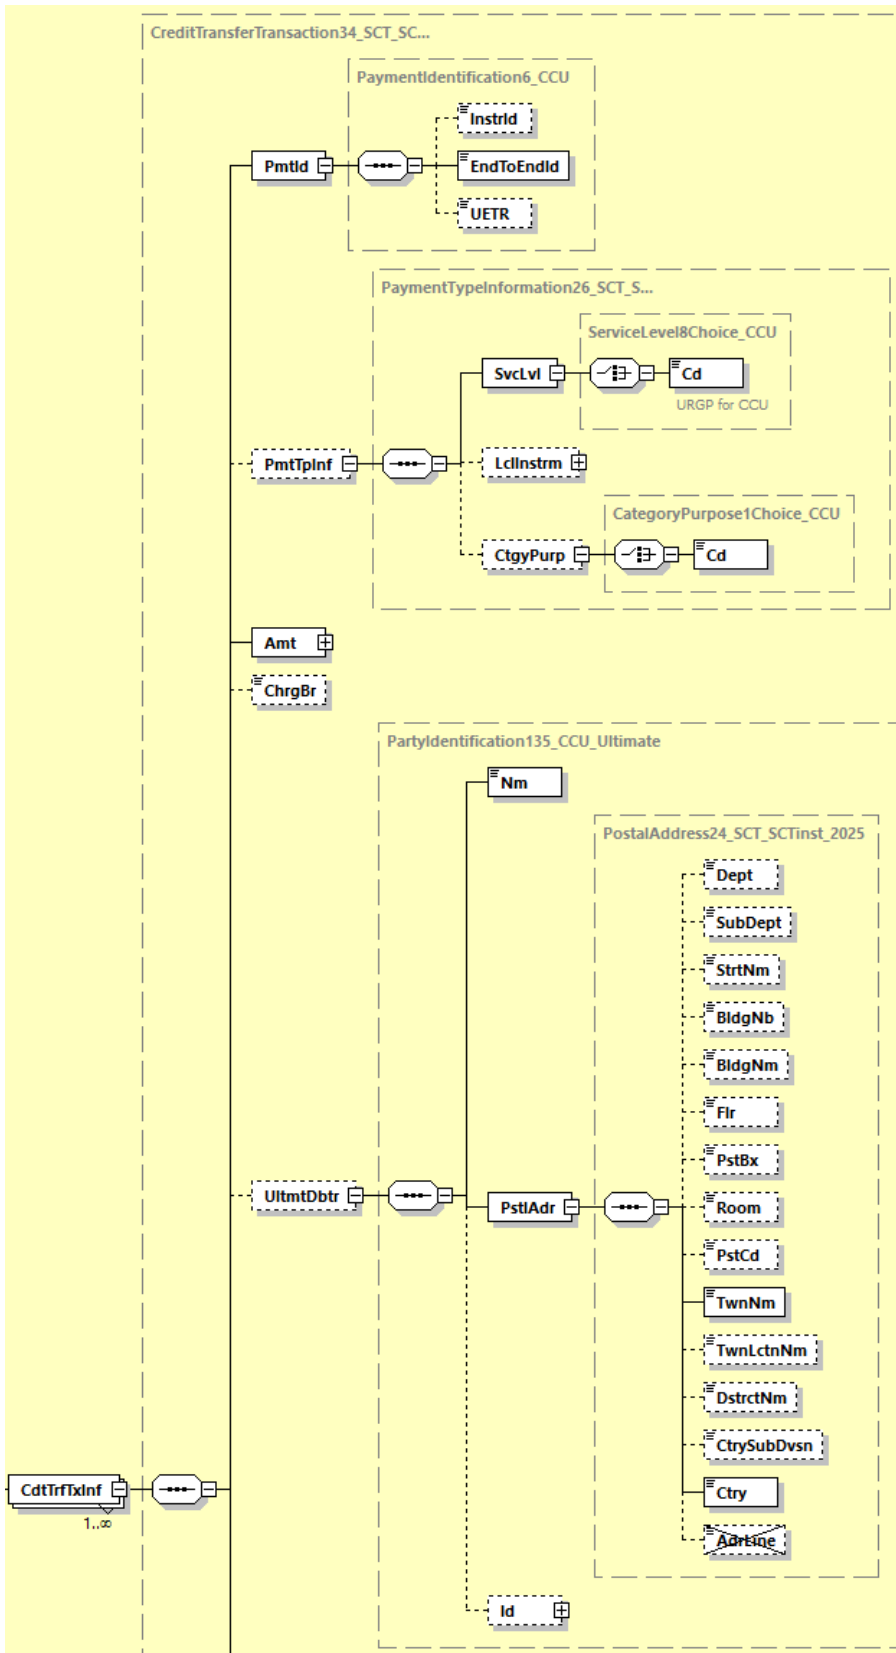 CreditTransferTransaction34_SCT_SC...
PaymentIdentification6_CCU
InstrId
PmtId
EndToEndId
UETR
PaymentTypeInformation26_SCT_S...
ServiceLevel8Choice_CCU
SvcLvl
Cd
URGP for CCU
PmtTpInf
LclInstrm
CategoryPurpose1Choice_CCU
CtgyPurp
Cd
Amt
ChrgBr
PartyIdentification135_CCU_Ultimate
Nm
PostalAddress24_SCT_SCTinst_2025
Dept
SubDept
StrtNm
BldgNb
BldgNm
Flr
PstBx
UltmtDbtr
PstlAdr
Room
PstCd
TwnNm
TwnLctnNm
DstrctNm
CtrySubDvsn
CdtTrfTxInf
1..∞
Ctry
AdrLine
Id